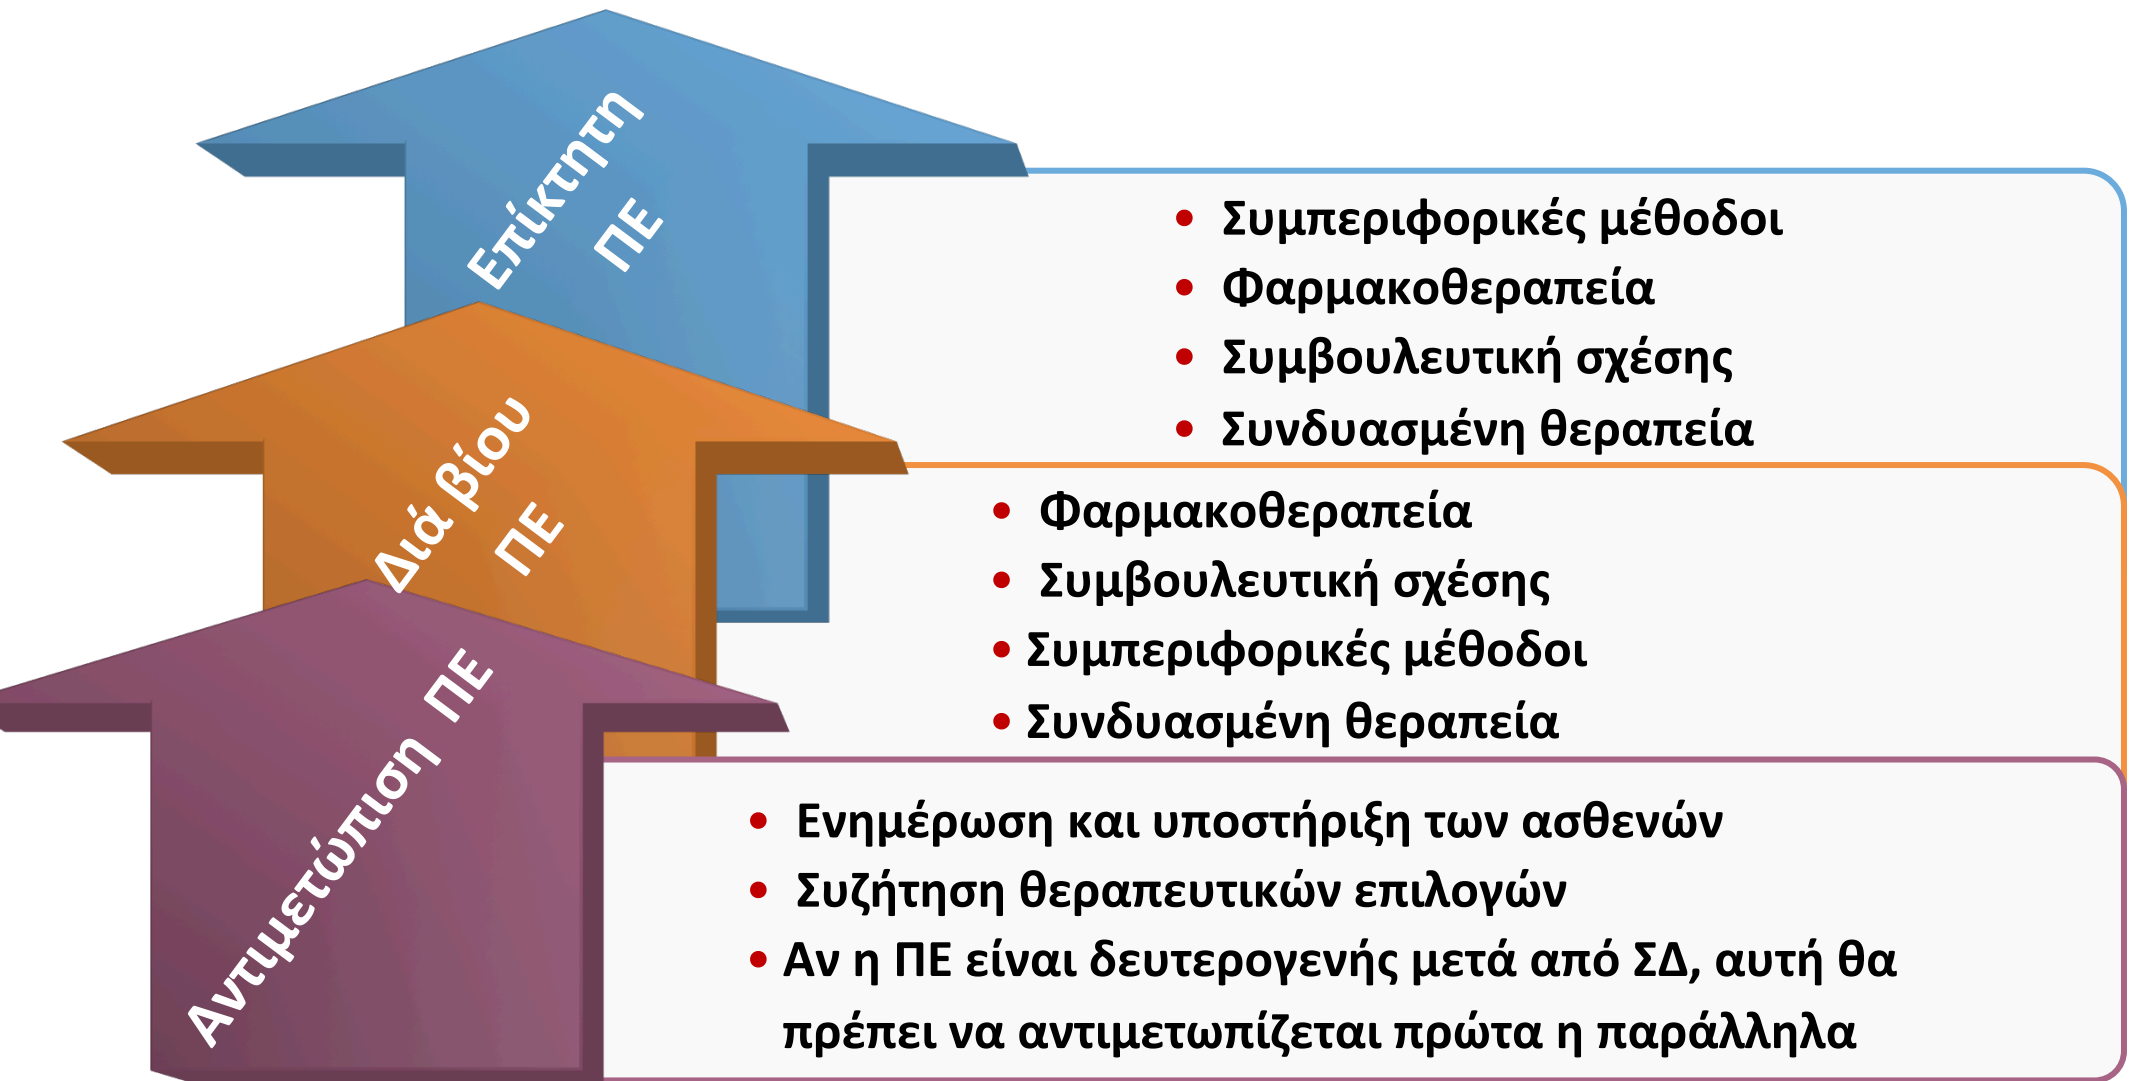 Επίκτητη
ΠΕ
• Συμπεριφορικές μέθοδοι
• Φαρμακοθεραπεία
• Συμβουλευτική σχέσης
• Συνδυασμένη θεραπεία
Διά βίου
ΠΕ
• Φαρμακοθεραπεία
• Συμβουλευτική σχέσης
• Συμπεριφορικές μέθοδοι
• Συνδυασμένη θεραπεία
Αντιμετώπιση ΠΕ
• Ενημέρωση και υποστήριξη των ασθενών
• Συζήτηση θεραπευτικών επιλογών
• Αν η ΠΕ είναι δευτερογενής μετά από ΣΔ, αυτή θα
πρέπει να αντιμετωπίζεται πρώτα η παράλληλα